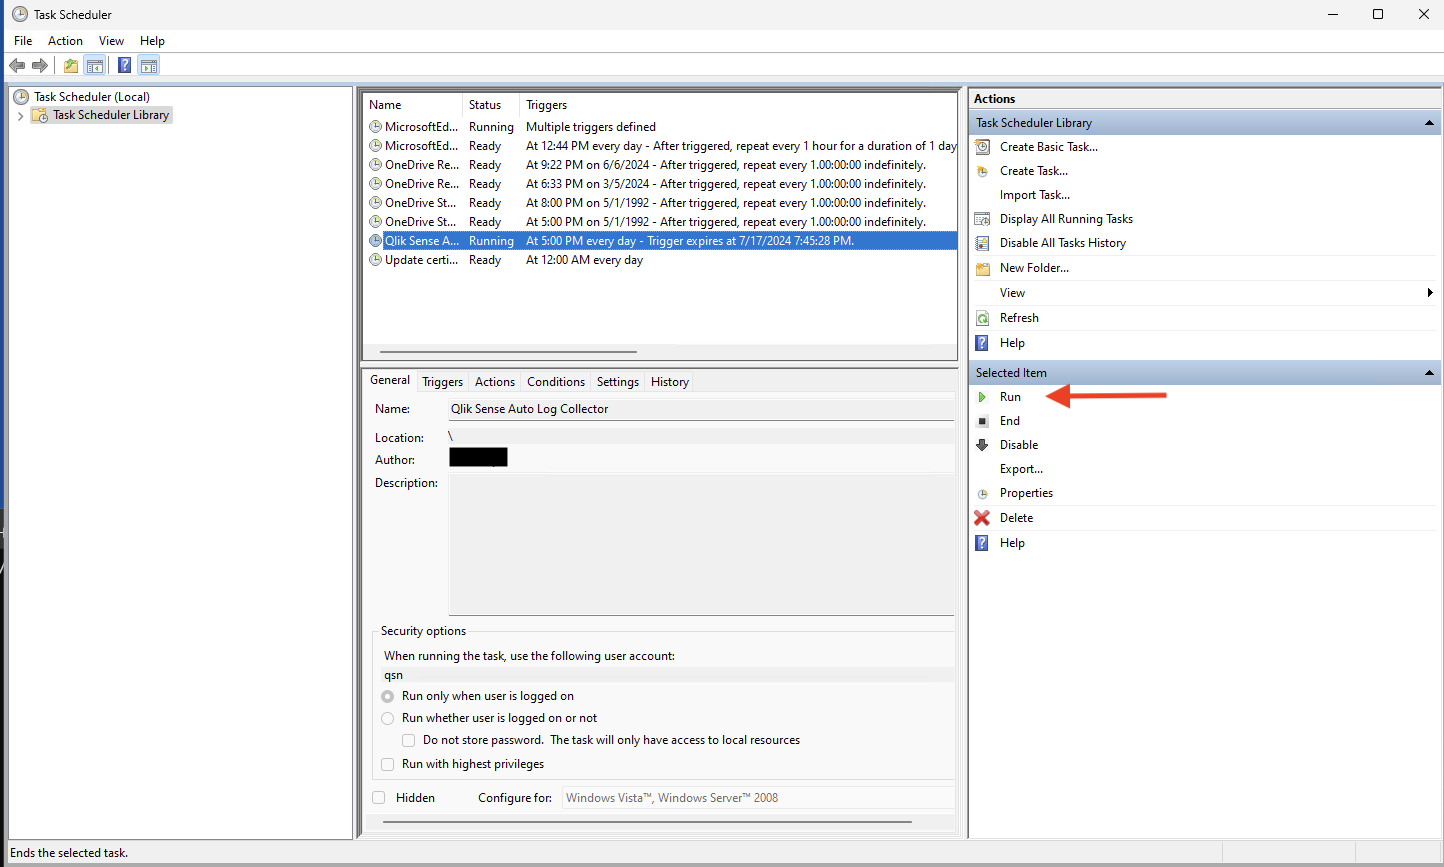 Task Scheduler
File Action View Help
Task Scheduler (Local)
Task Scheduler Library
Name Status Triggers
MicrosoftEd... Running Multiple triggers defined
MicrosoftEd... Ready At 12:44 PM every day - After triggered, repeat every 1 hour for a duration of 1 day
OneDrive Re... Ready At 9:22 PM on 6/6/2024 - After triggered, repeat every 1.00:00:00 indefinitely.
OneDrive Re... Ready At 6:33 PM on 3/5/2024 - After triggered, repeat every 1.00:00:00 indefinitely.
OneDrive St... Ready At 8:00 PM on 5/1/1992 - After triggered, repeat every 1.00:00:00 indefinitely.
OneDrive St... Ready At 5:00 PM on 5/1/1992 - After triggered, repeat every 1.00:00:00 indefinitely.
Qlik Sense A... Running At 5:00 PM every day - Trigger expires at 7/17/2024 7:45:28 PM.
Update certi... Ready At 12:00 AM every day
General Triggers Actions Conditions Settings History
Name: Qlik Sense Auto Log Collector
Location: \
Author:
Description:
Security options
When running the task, use the following user account:
qsn
Run only when user is logged on
Run whether user is logged on or not
Do not store password. The task will only have access to local resources
Run with highest privileges
Hidden Configure for: Windows Vista™, Windows Server™ 2008
Actions
Task Scheduler Library
Create Basic Task...
Create Task...
Import Task...
Display All Running Tasks
Disable All Tasks History
New Folder...
View
Refresh
Help
Selected Item
Run
End
Disable
Export...
Properties
Delete
Help
Ends the selected task.